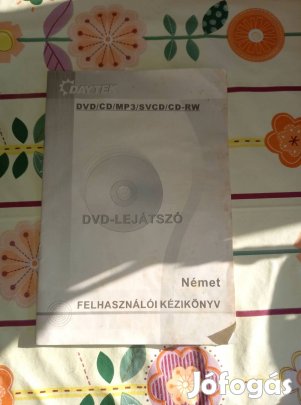 DAYTEK
DVD/CD/MP3/SVCD/CD-RW
DVD-LEJÁTSZÓ
Német
FELHASZNÁLÓI KÉZIKÖNYV
Jófogás